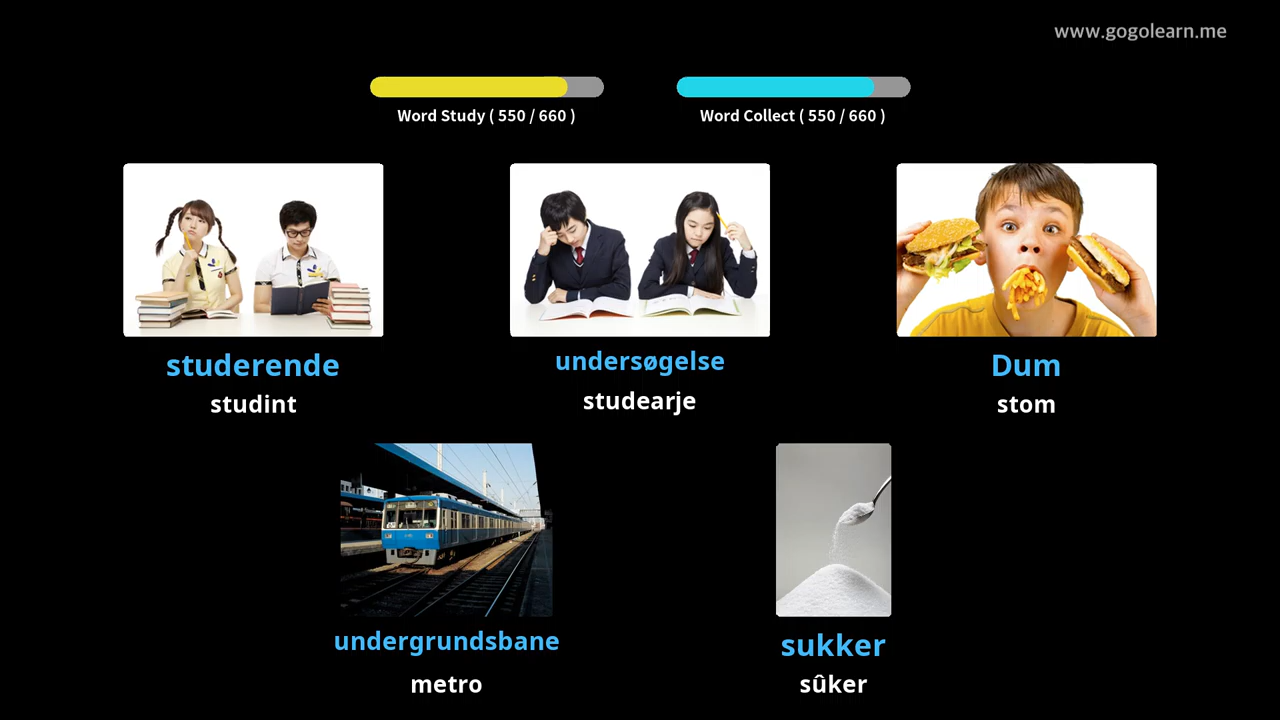 www.gogolearn.me
Word Study ( 550 / 660 )
Word Collect ( 550 / 660 )
studerende
studint
undersøgelse
studearje
Dum
stom
undergrundsbane
metro
sukker
sûker